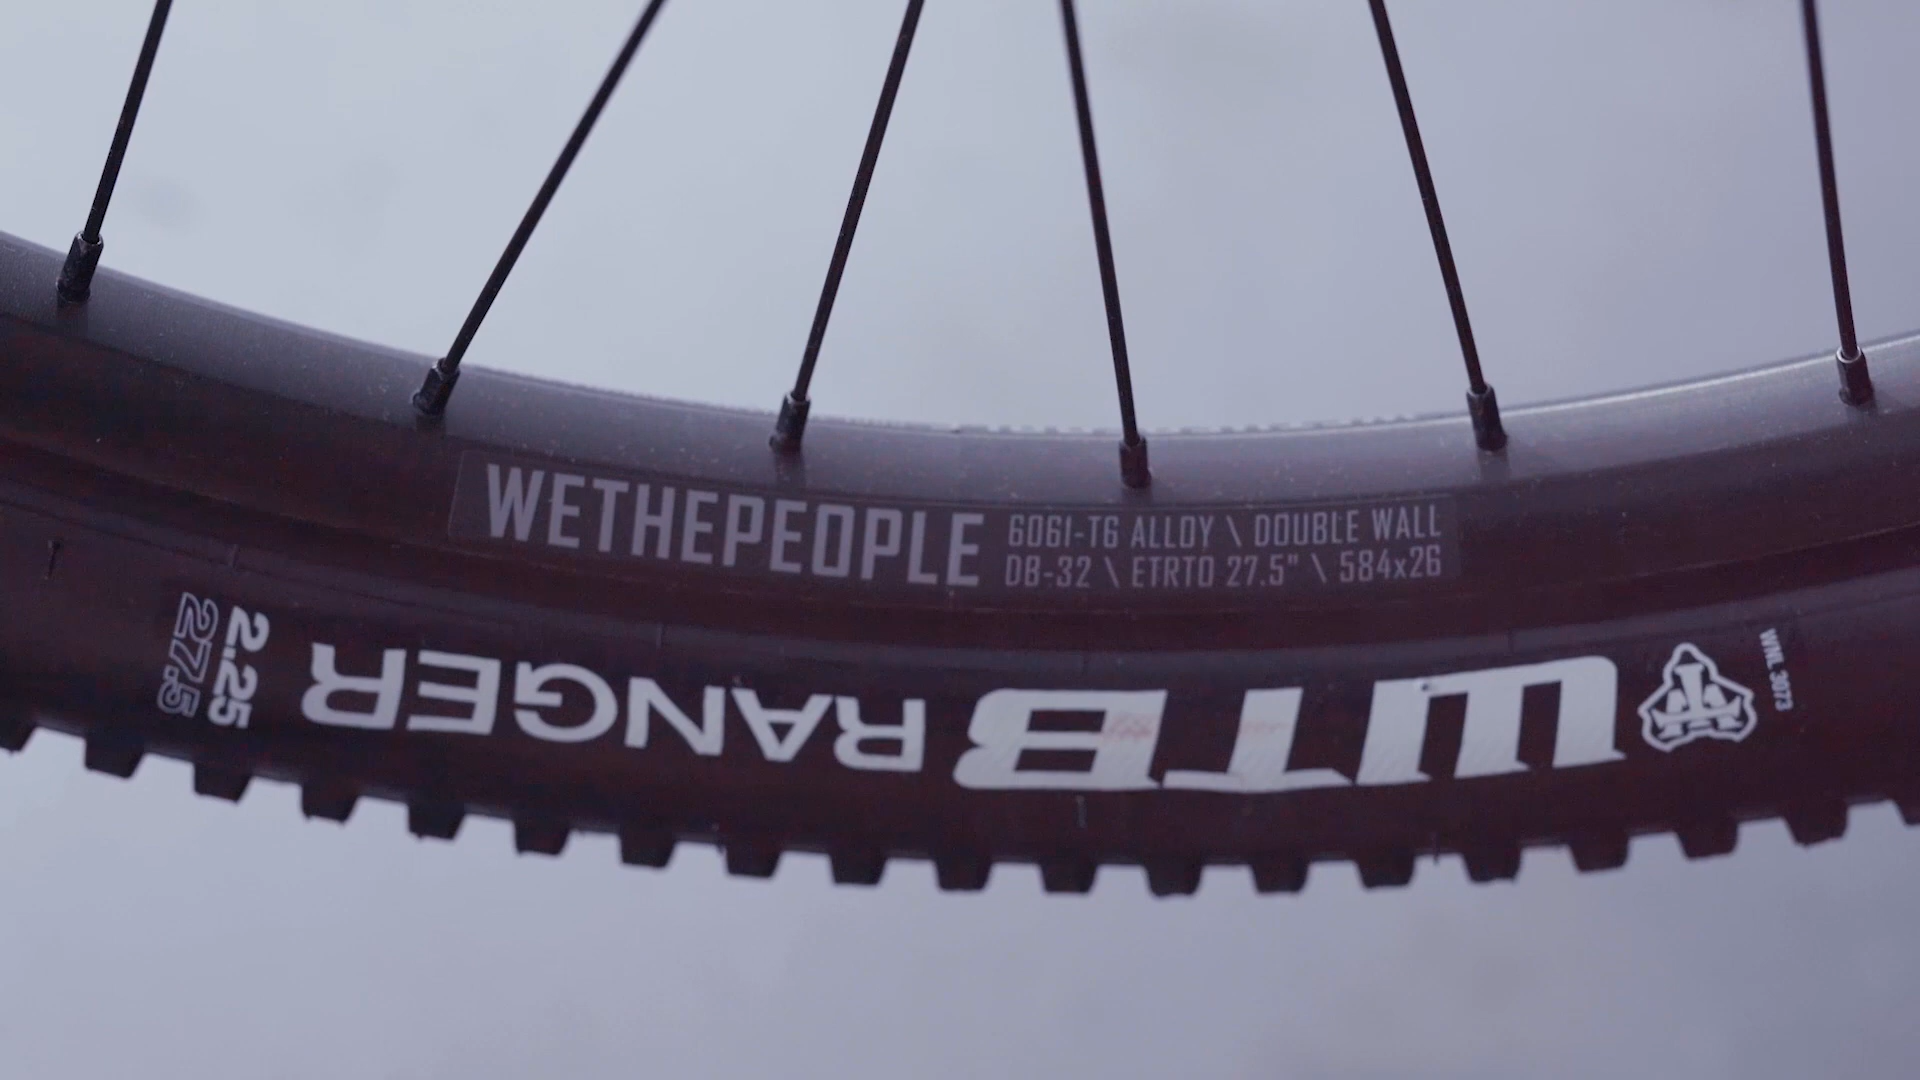 WETHEPEOPLE
6061-T6 ALLOY \ DOUBLE WALL
DB-32 \ ETRTO 27.5" \ 584x26
WTB RANGER
2.25
27.5
WNL 3073